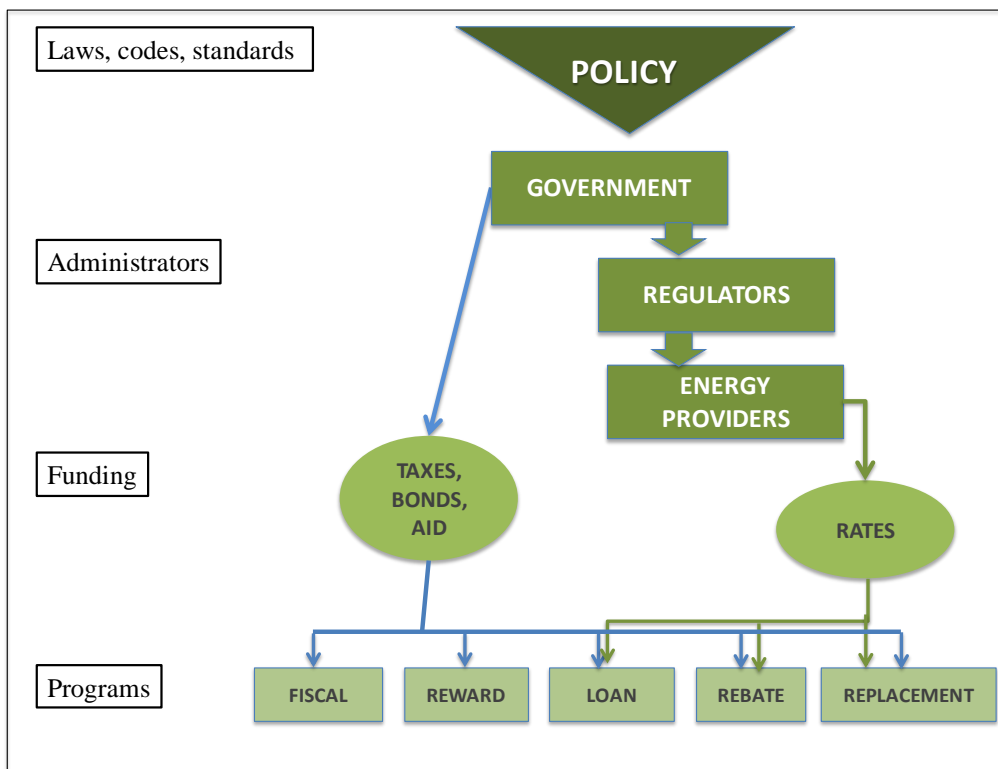 Laws, codes, standards
POLICY
GOVERNMENT
Administrators
REGULATORS
ENERGY
PROVIDERS
Funding
TAXES,
BONDS,
AID
RATES
Programs
FISCAL
REWARD
LOAN
REBATE
REPLACEMENT